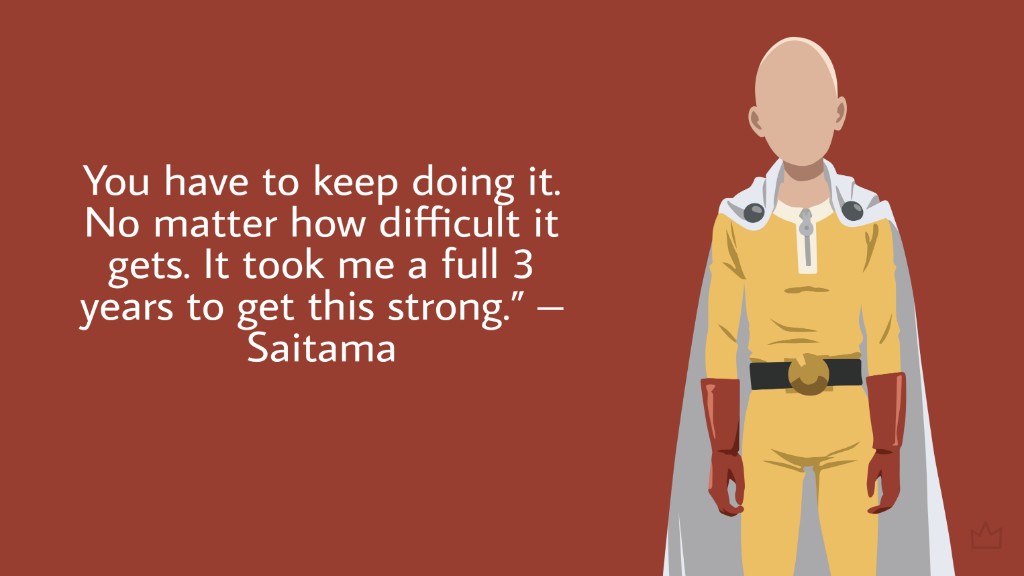 You have to keep doing it.
No matter how difficult it
gets. It took me a full 3
years to get this strong.” –
Saitama